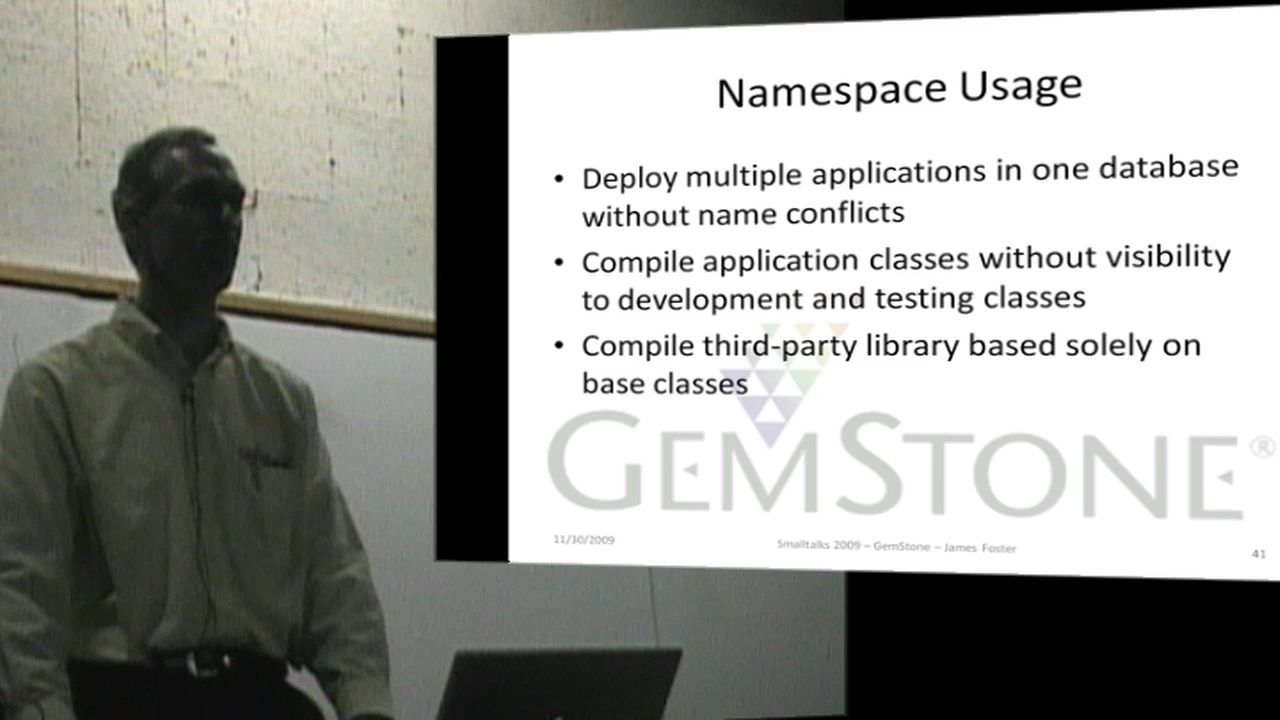 Namespace Usage
• Deploy multiple applications in one database
without name conflicts
• Compile application classes without visibility
to development and testing classes
• Compile third-party library based solely on
base classes
GEMSTONE®
11/30/2009
Smalltalks 2009 – GemStone – James Foster
41